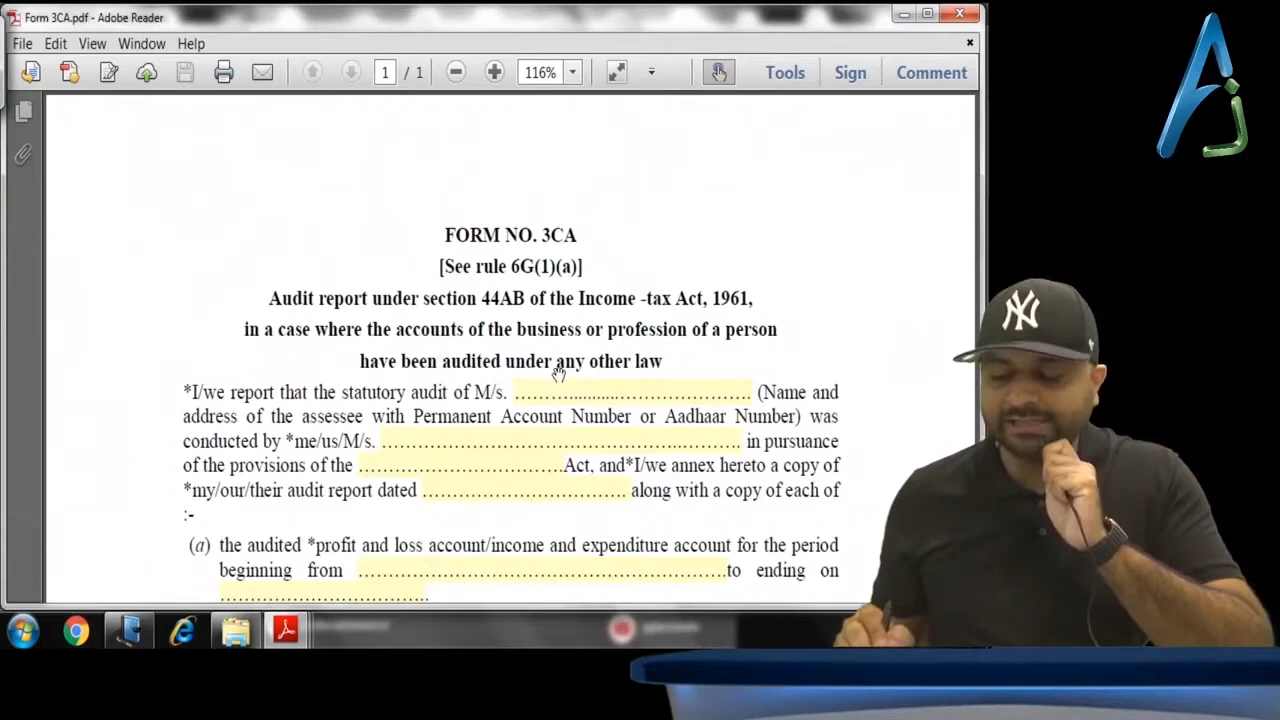 Form 3CA.pdf - Adobe Reader
File Edit View Window Help
1 / 1 116% Tools Sign Comment
FORM NO. 3CA
[See rule 6G(1)(a)]
Audit report under section 44AB of the Income -tax Act, 1961,
in a case where the accounts of the business or profession of a person
have been audited under any other law
*I/we report that the statutory audit of M/s. ……….........…………………. (Name and
address of the assessee with Permanent Account Number or Aadhaar Number) was
conducted by *me/us/M/s. …………………………………………...………. in pursuance
of the provisions of the …………………………….Act, and*I/we annex hereto a copy of
*my/our/their audit report dated ……………………………. along with a copy of each of
:-
(a) the audited *profit and loss account/income and expenditure account for the period
beginning from …………………………………………………….to ending on
…………………………….
NY
AJ